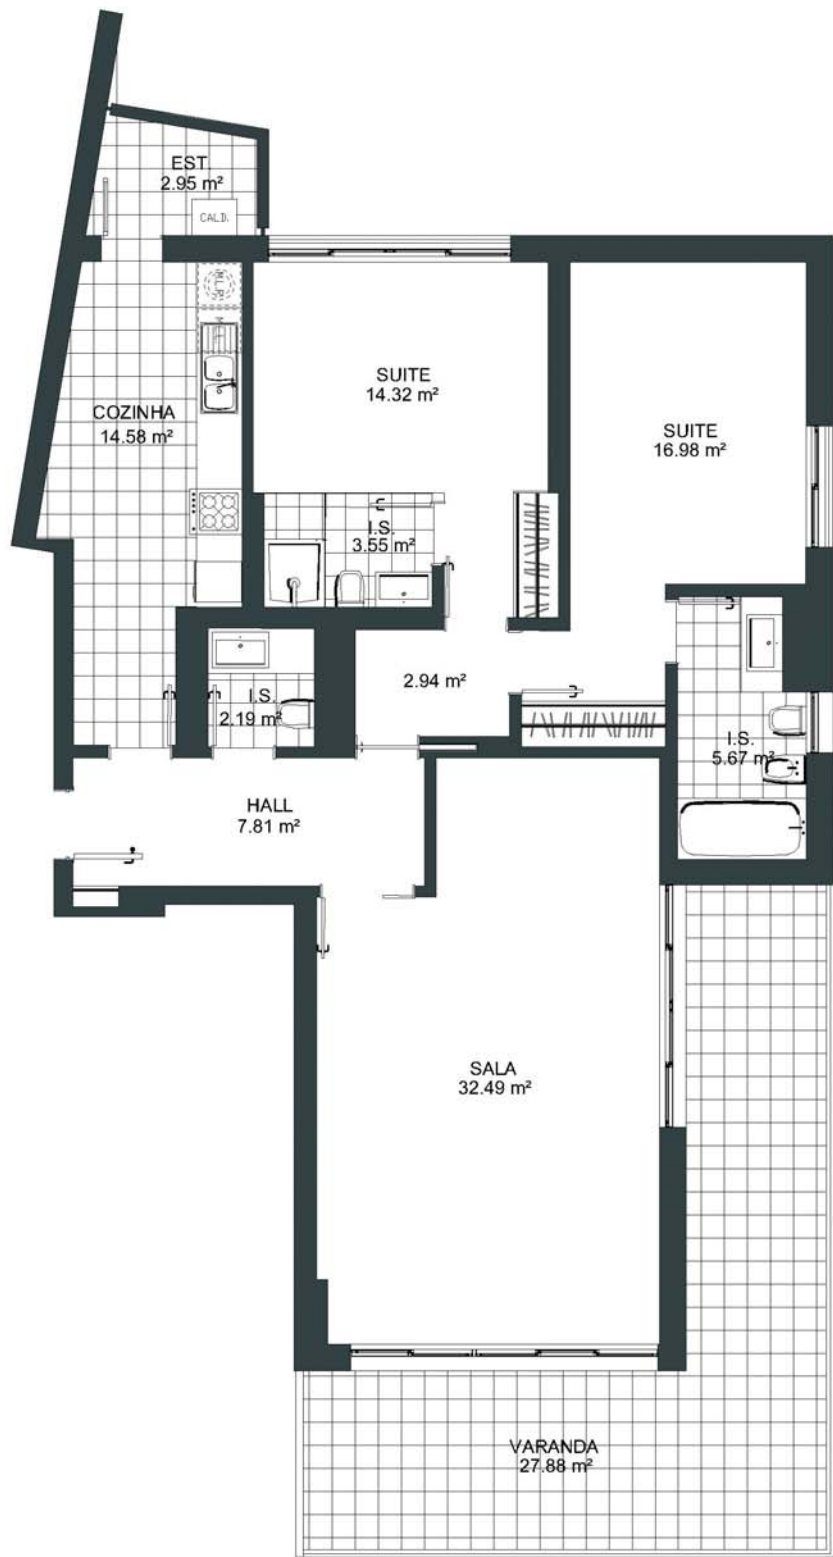 EST.
2.95 m²
CALD.
SUITE
14.32 m²
COZINHA
14.58 m²
SUITE
16.98 m²
I.S.
3.55 m²
2.94 m²
I.S.
2.19 m²
I.S.
5.67 m²
HALL
7.81 m²
SALA
32.49 m²
VARANDA
27.88 m²